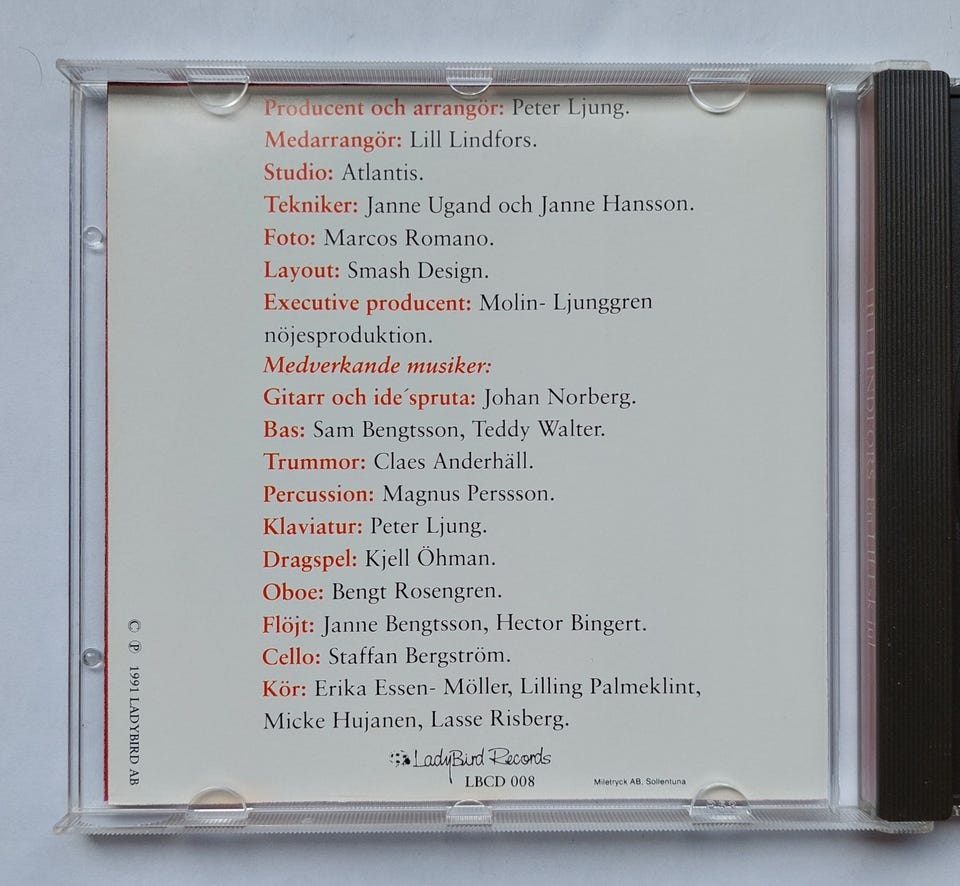 Producent och arrangör: Peter Ljung.
Medarrangör: Lill Lindfors.
Studio: Atlantis.
Tekniker: Janne Ugand och Janne Hansson.
Foto: Marcos Romano.
Layout: Smash Design.
Executive producent: Molin- Ljunggren
nöjesproduktion.
Medverkande musiker:
Gitarr och ide´spruta: Johan Norberg.
Bas: Sam Bengtsson, Teddy Walter.
Trummor: Claes Anderhäll.
Percussion: Magnus Perssson.
Klaviatur: Peter Ljung.
Dragspel: Kjell Öhman.
Oboe: Bengt Rosengren.
Flöjt: Janne Bengtsson, Hector Bingert.
Cello: Staffan Bergström.
Kör: Erika Essen- Möller, Lilling Palmeklint,
Micke Hujanen, Lasse Risberg.
LadyBird Records
LBCD 008
Miletryck AB, Sollentuna
© ℗ 1991 LADYBIRD AB
LILL LINDFORS